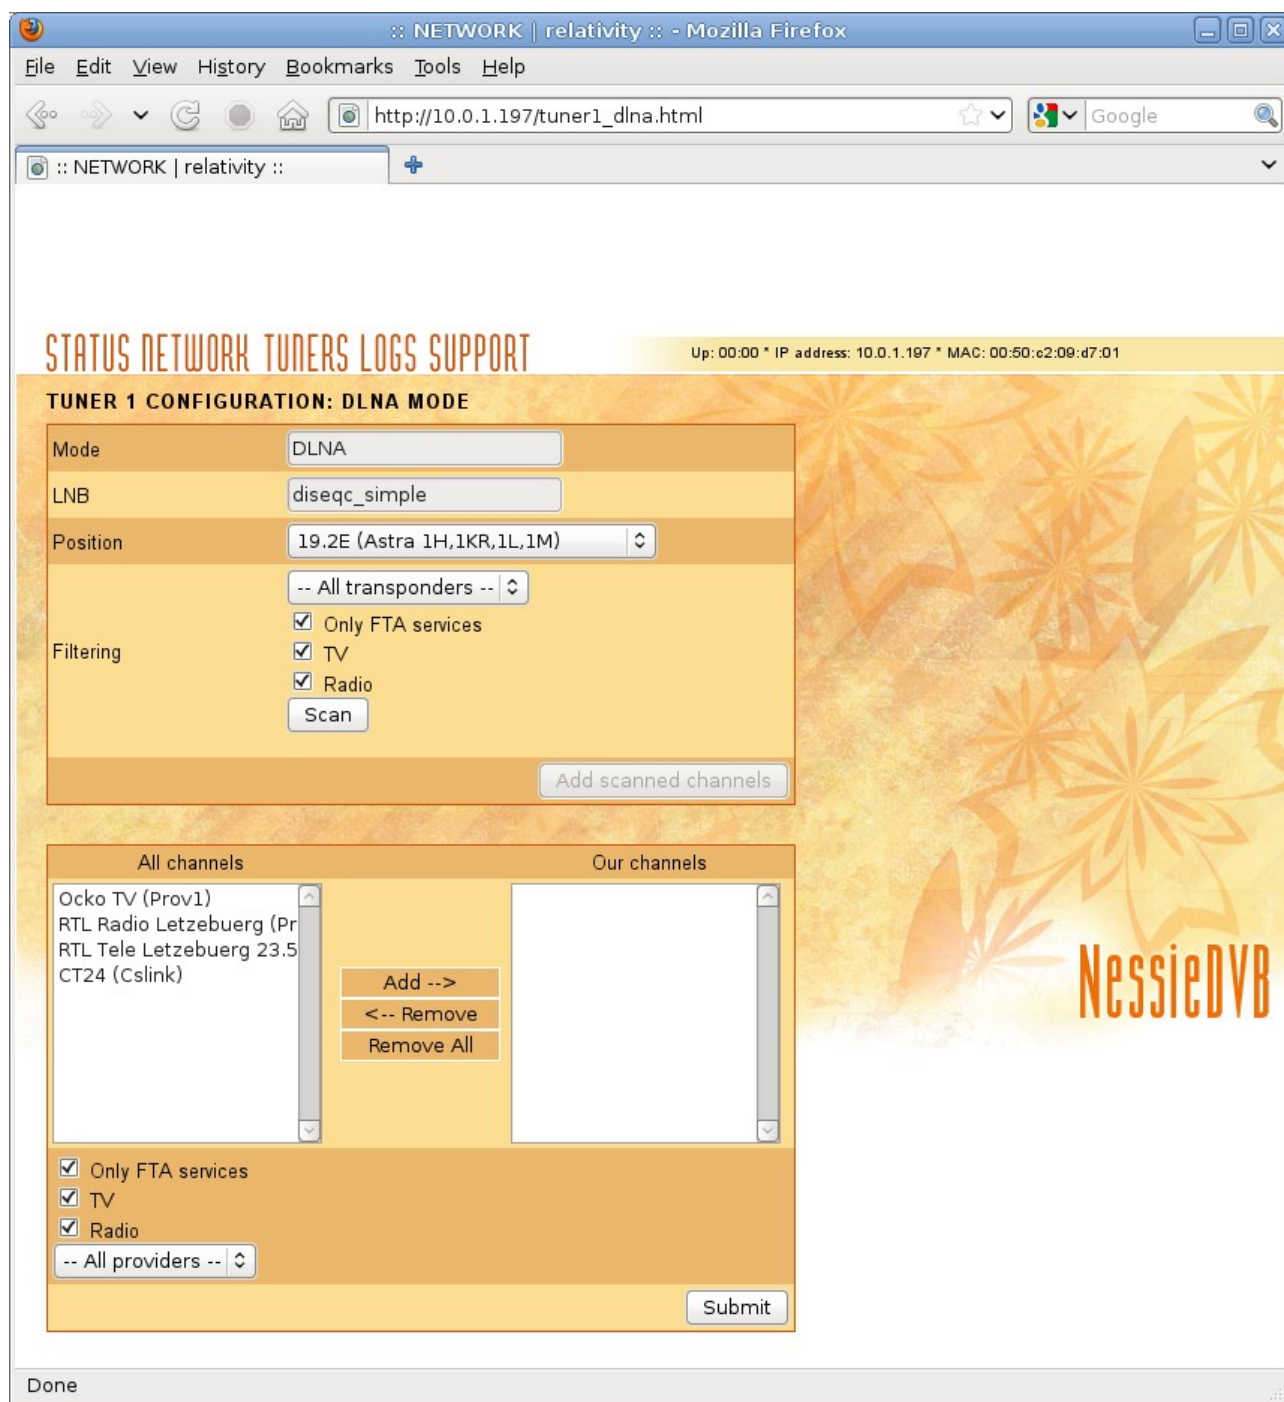 :: NETWORK | relativity :: - Mozilla Firefox
File Edit View History Bookmarks Tools Help
http://10.0.1.197/tuner1_dlna.html
Google
:: NETWORK | relativity ::
STATUS NETWORK TUNERS LOGS SUPPORT
Up: 00:00 * IP address: 10.0.1.197 * MAC: 00:50:c2:09:d7:01
TUNER 1 CONFIGURATION: DLNA MODE
Mode DLNA
LNB diseqc_simple
Position 19.2E (Astra 1H,1KR,1L,1M)
-- All transponders --
Only FTA services
Filtering TV
Radio
Scan
Add scanned channels
All channels Our channels
Ocko TV (Prov1)
RTL Radio Letzebuerg (Pr
RTL Tele Letzebuerg 23.5
CT24 (Cslink)
Add -->
<-- Remove
Remove All
NessieDVB
Only FTA services
TV
Radio
-- All providers --
Submit
Done